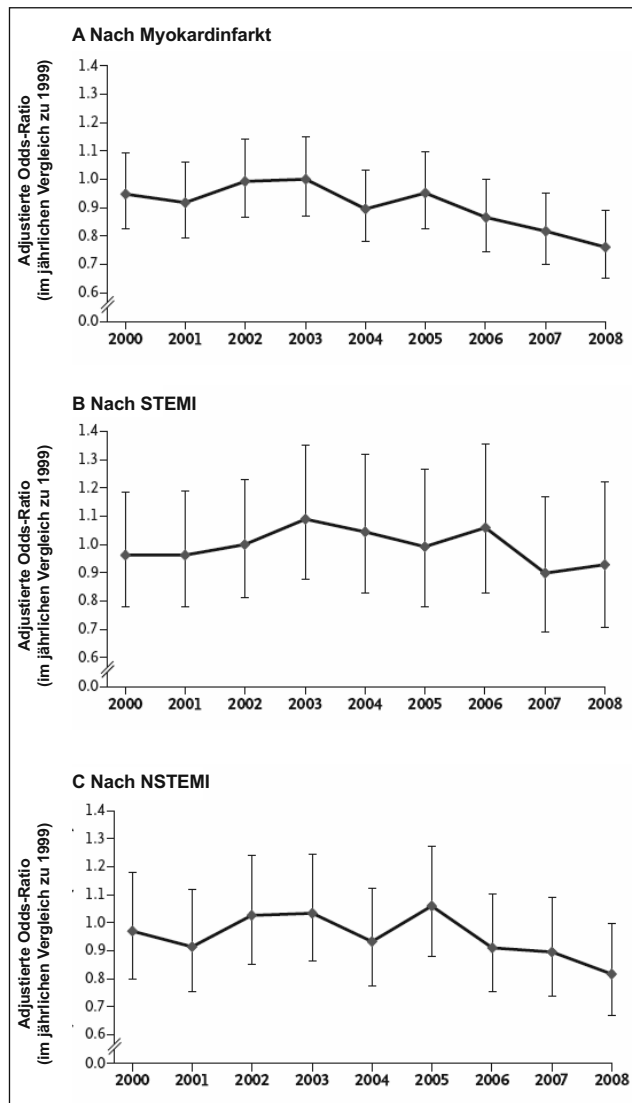 A Nach Myokardinfarkt
Adjustierte Odds-Ratio
(im jährlichen Vergleich zu 1999)
1.4
1.3
1.2
1.1
1.0
0.9
0.8
0.7
0.6
0.0
2000 2001 2002 2003 2004 2005 2006 2007 2008
B Nach STEMI
Adjustierte Odds-Ratio
(im jährlichen Vergleich zu 1999)
1.4
1.3
1.2
1.1
1.0
0.9
0.8
0.7
0.6
0.0
2000 2001 2002 2003 2004 2005 2006 2007 2008
C Nach NSTEMI
Adjustierte Odds-Ratio
(im jährlichen Vergleich zu 1999)
1.4
1.3
1.2
1.1
1.0
0.9
0.8
0.7
0.6
0.0
2000 2001 2002 2003 2004 2005 2006 2007 2008